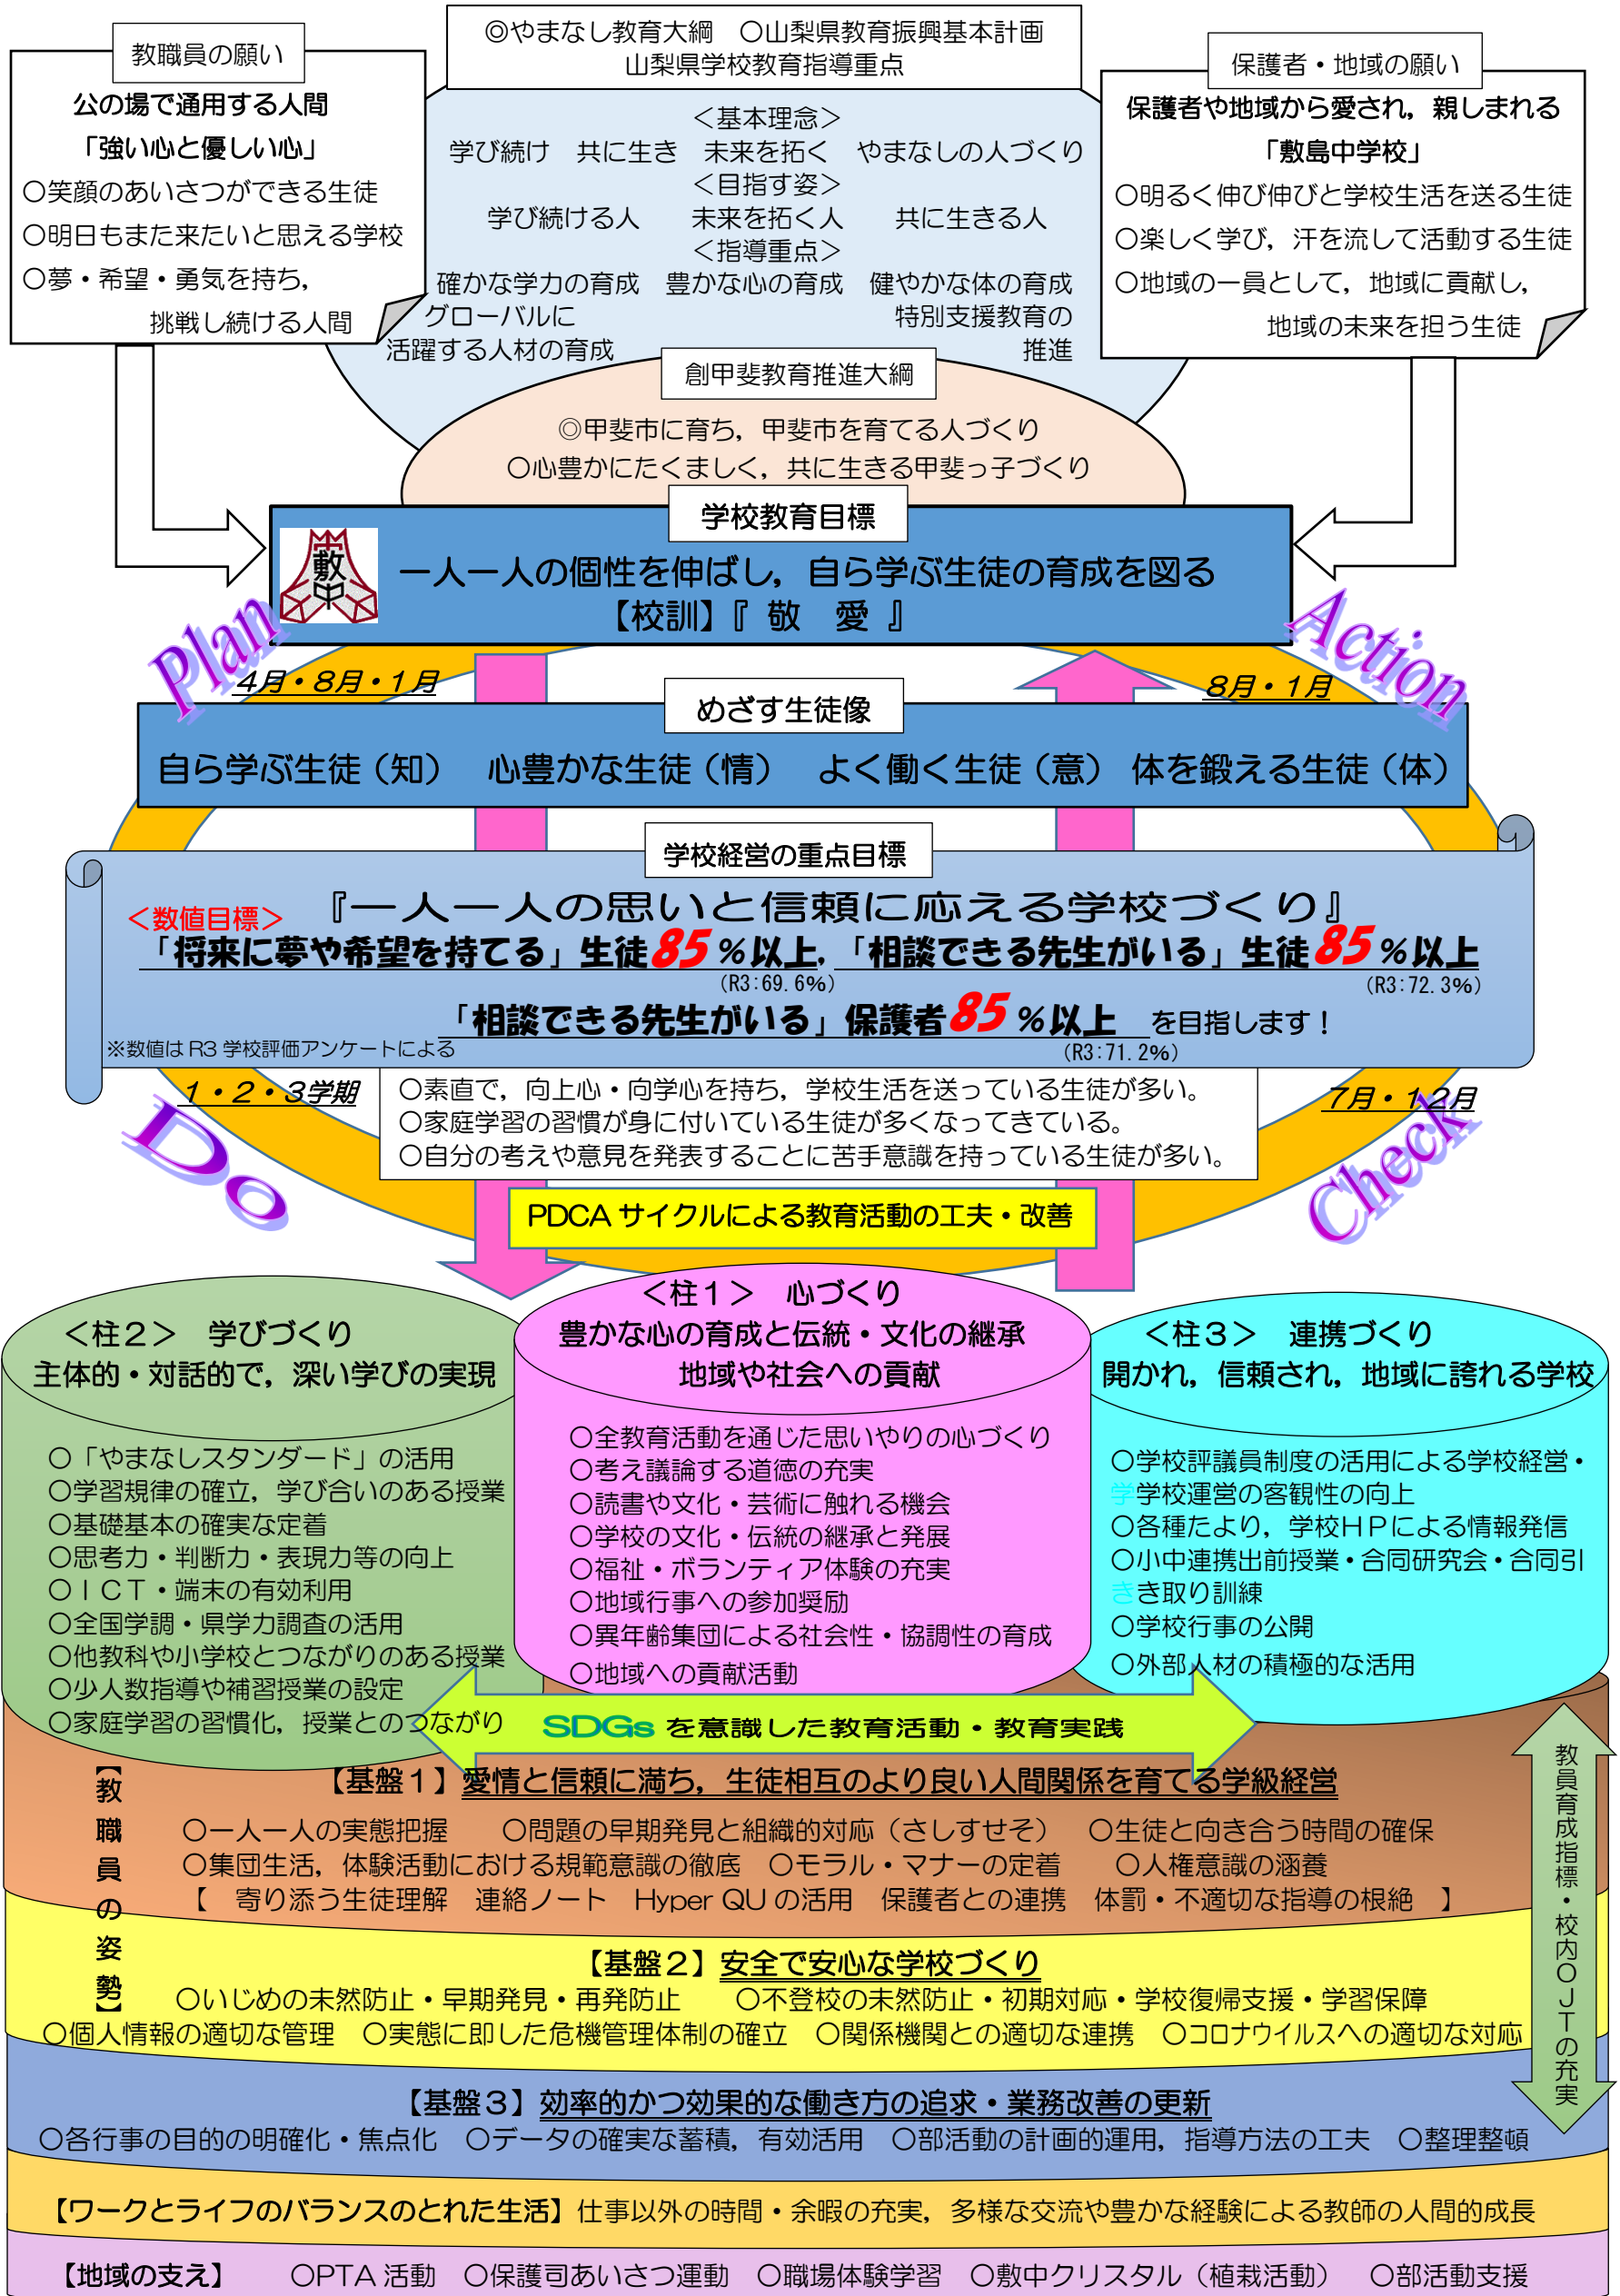 ◎やまなし教育大綱　○山梨県教育振興基本計画
山梨県学校教育指導重点
教職員の願い
公の場で通用する人間
「強い心と優しい心」
○笑顔のあいさつができる生徒
○明日もまた来たいと思える学校
○夢・希望・勇気を持ち，
挑戦し続ける人間
＜基本理念＞
学び続け　共に生き　未来を拓く　やまなしの人づくり
＜目指す姿＞
学び続ける人　未来を拓く人　共に生きる人
＜指導重点＞
確かな学力の育成　豊かな心の育成　健やかな体の育成
グローバルに　特別支援教育の
活躍する人材の育成　推進
保護者・地域の願い
保護者や地域から愛され，親しまれる
「敷島中学校」
○明るく伸び伸びと学校生活を送る生徒
○楽しく学び，汗を流して活動する生徒
○地域の一員として，地域に貢献し，
地域の未来を担う生徒
創甲斐教育推進大綱
◎甲斐市に育ち，甲斐市を育てる人づくり
○心豊かにたくましく，共に生きる甲斐っ子づくり
学校教育目標
敷中
一人一人の個性を伸ばし，自ら学ぶ生徒の育成を図る
【校訓】『 敬　愛 』
Plan
4月・8月・1月
Action
8月・1月
めざす生徒像
自ら学ぶ生徒（知）　心豊かな生徒（情）　よく働く生徒（意）　体を鍛える生徒（体）
学校経営の重点目標
＜数値目標＞　『一人一人の思いと信頼に応える学校づくり』
「将来に夢や希望を持てる」生徒85％以上，「相談できる先生がいる」生徒85％以上
（R3:69.6%）　（R3:72.3%）
「相談できる先生がいる」保護者85％以上　を目指します！
※数値は R3 学校評価アンケートによる　（R3:71.2%）
1・2・3学期
Do
7月・12月
Check
○素直で，向上心・向学心を持ち，学校生活を送っている生徒が多い。
○家庭学習の習慣が身に付いている生徒が多くなってきている。
○自分の考えや意見を発表することに苦手意識を持っている生徒が多い。
PDCA サイクルによる教育活動の工夫・改善
＜柱２＞　学びづくり
主体的・対話的で，深い学びの実現
○「やまなしスタンダード」の活用
○学習規律の確立，学び合いのある授業
○基礎基本の確実な定着
○思考力・判断力・表現力等の向上
○ＩＣＴ・端末の有効利用
○全国学調・県学力調査の活用
○他教科や小学校とつながりのある授業
○少人数指導や補習授業の設定
○家庭学習の習慣化，授業とのつながり
＜柱１＞　心づくり
豊かな心の育成と伝統・文化の継承
地域や社会への貢献
○全教育活動を通じた思いやりの心づくり
○考え議論する道徳の充実
○読書や文化・芸術に触れる機会
○学校の文化・伝統の継承と発展
○福祉・ボランティア体験の充実
○地域行事への参加奨励
○異年齢集団による社会性・協調性の育成
○地域への貢献活動
＜柱３＞　連携づくり
開かれ，信頼され，地域に誇れる学校
○学校評議員制度の活用による学校経営・
学学校運営の客観性の向上
○各種たより，学校ＨＰによる情報発信
○小中連携出前授業・合同研究会・合同引
きき取り訓練
○学校行事の公開
○外部人材の積極的な活用
SDGs を意識した教育活動・教育実践
【教職員の姿勢】
【基盤１】愛情と信頼に満ち，生徒相互のより良い人間関係を育てる学級経営
○一人一人の実態把握　○問題の早期発見と組織的対応（さしすせそ）　○生徒と向き合う時間の確保
○集団生活，体験活動における規範意識の徹底　○モラル・マナーの定着　○人権意識の涵養
【　寄り添う生徒理解　連絡ノート　Hyper QU の活用　保護者との連携　体罰・不適切な指導の根絶　】
教員育成指標・校内ＯＪＴの充実
【基盤２】安全で安心な学校づくり
○いじめの未然防止・早期発見・再発防止　○不登校の未然防止・初期対応・学校復帰支援・学習保障
○個人情報の適切な管理　○実態に即した危機管理体制の確立　○関係機関との適切な連携　○コロナウイルスへの適切な対応
【基盤３】効率的かつ効果的な働き方の追求・業務改善の更新
○各行事の目的の明確化・焦点化　○データの確実な蓄積，有効活用　○部活動の計画的運用，指導方法の工夫　○整理整頓
【ワークとライフのバランスのとれた生活】仕事以外の時間・余暇の充実，多様な交流や豊かな経験による教師の人間的成長
【地域の支え】　○PTA 活動　○保護司あいさつ運動　○職場体験学習　○敷中クリスタル（植栽活動）　○部活動支援